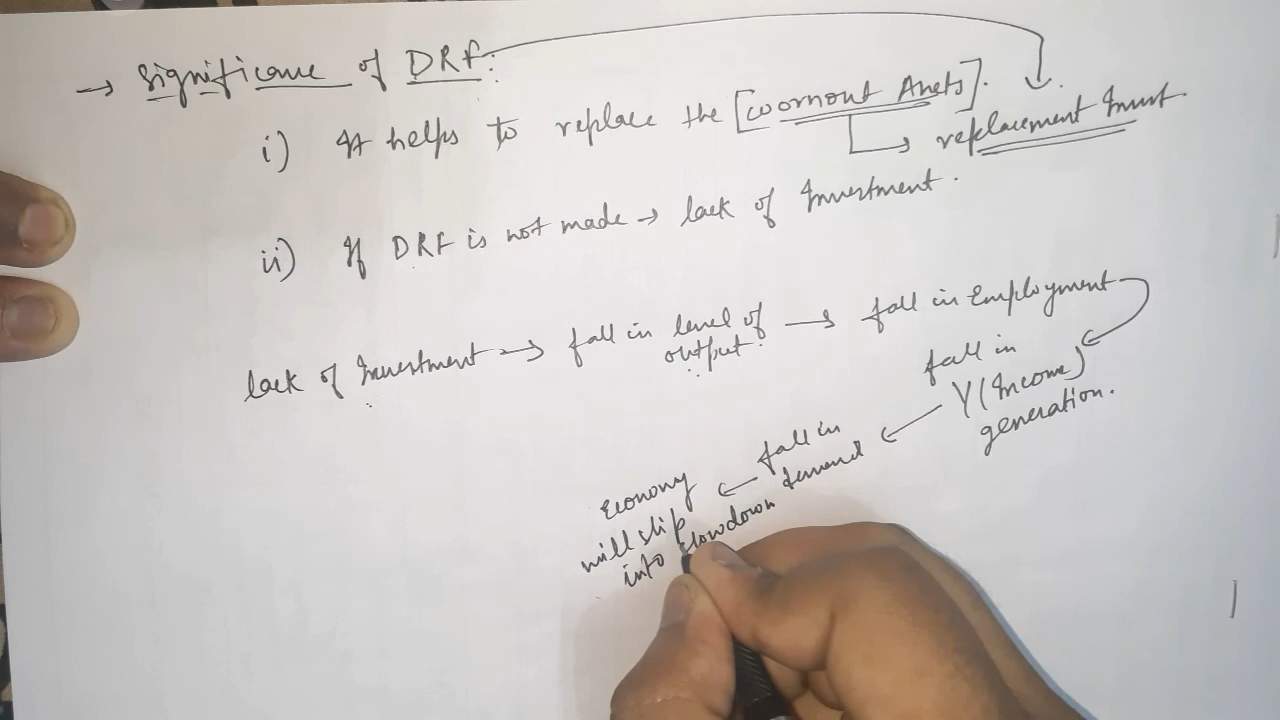 → Significance of DRF:
i) It helps to replace the [wornout Assets].
→ replacement Invst.
ii) If DRF is not made → lack of Investment.
lack of Investment → fall in level of output. → fall in Employment
fall in
Y (Income)
generation.
← fall in
demand
← Economy
will slip
into slowdown